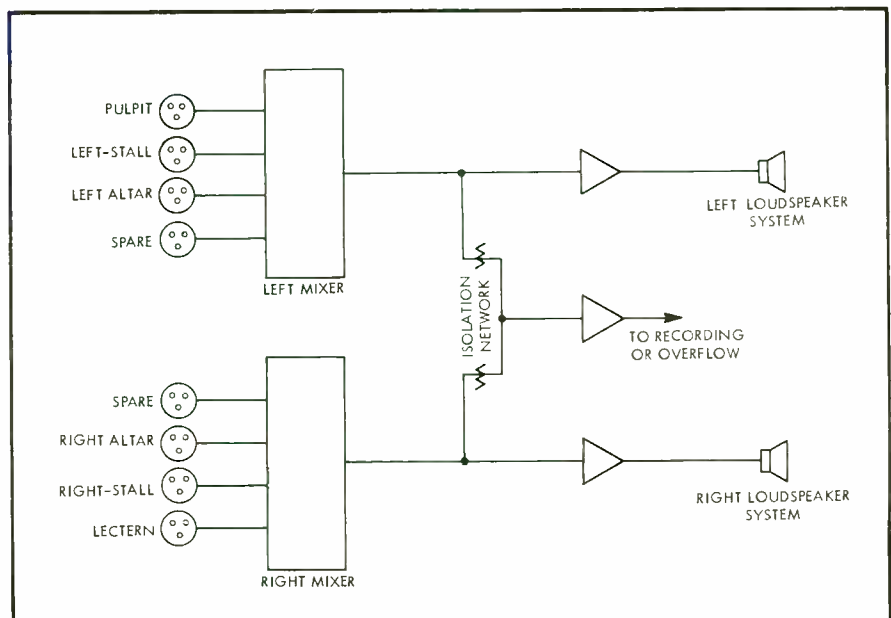 PULPIT
LEFT-STALL
LEFT ALTAR
SPARE
LEFT MIXER
LEFT LOUDSPEAKER
SYSTEM
ISOLATION
NETWORK
TO RECORDING
OR OVERFLOW
SPARE
RIGHT ALTAR
RIGHT-STALL
LECTERN
RIGHT MIXER
RIGHT LOUDSPEAKER
SYSTEM